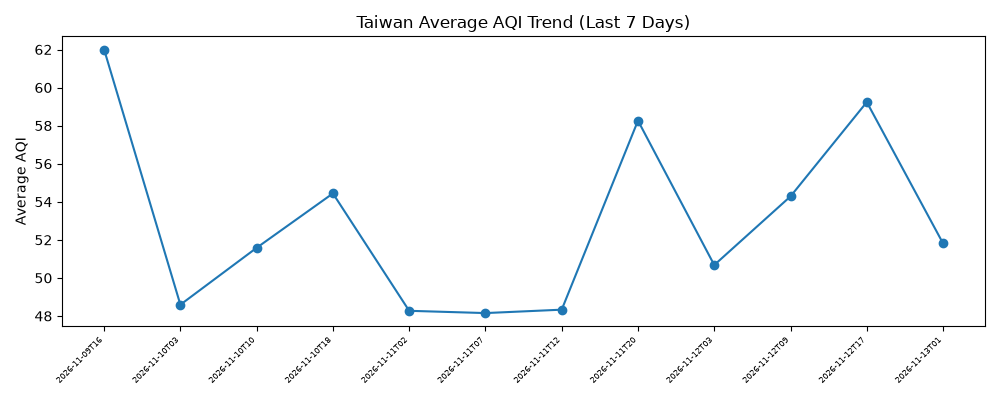 Taiwan Average AQI Trend (Last 7 Days)
Average AQI
62
60
58
56
54
52
50
48
2026-11-09T16
2026-11-10T03
2026-11-10T10
2026-11-10T18
2026-11-11T02
2026-11-11T07
2026-11-11T12
2026-11-11T20
2026-11-12T03
2026-11-12T09
2026-11-12T17
2026-11-13T01